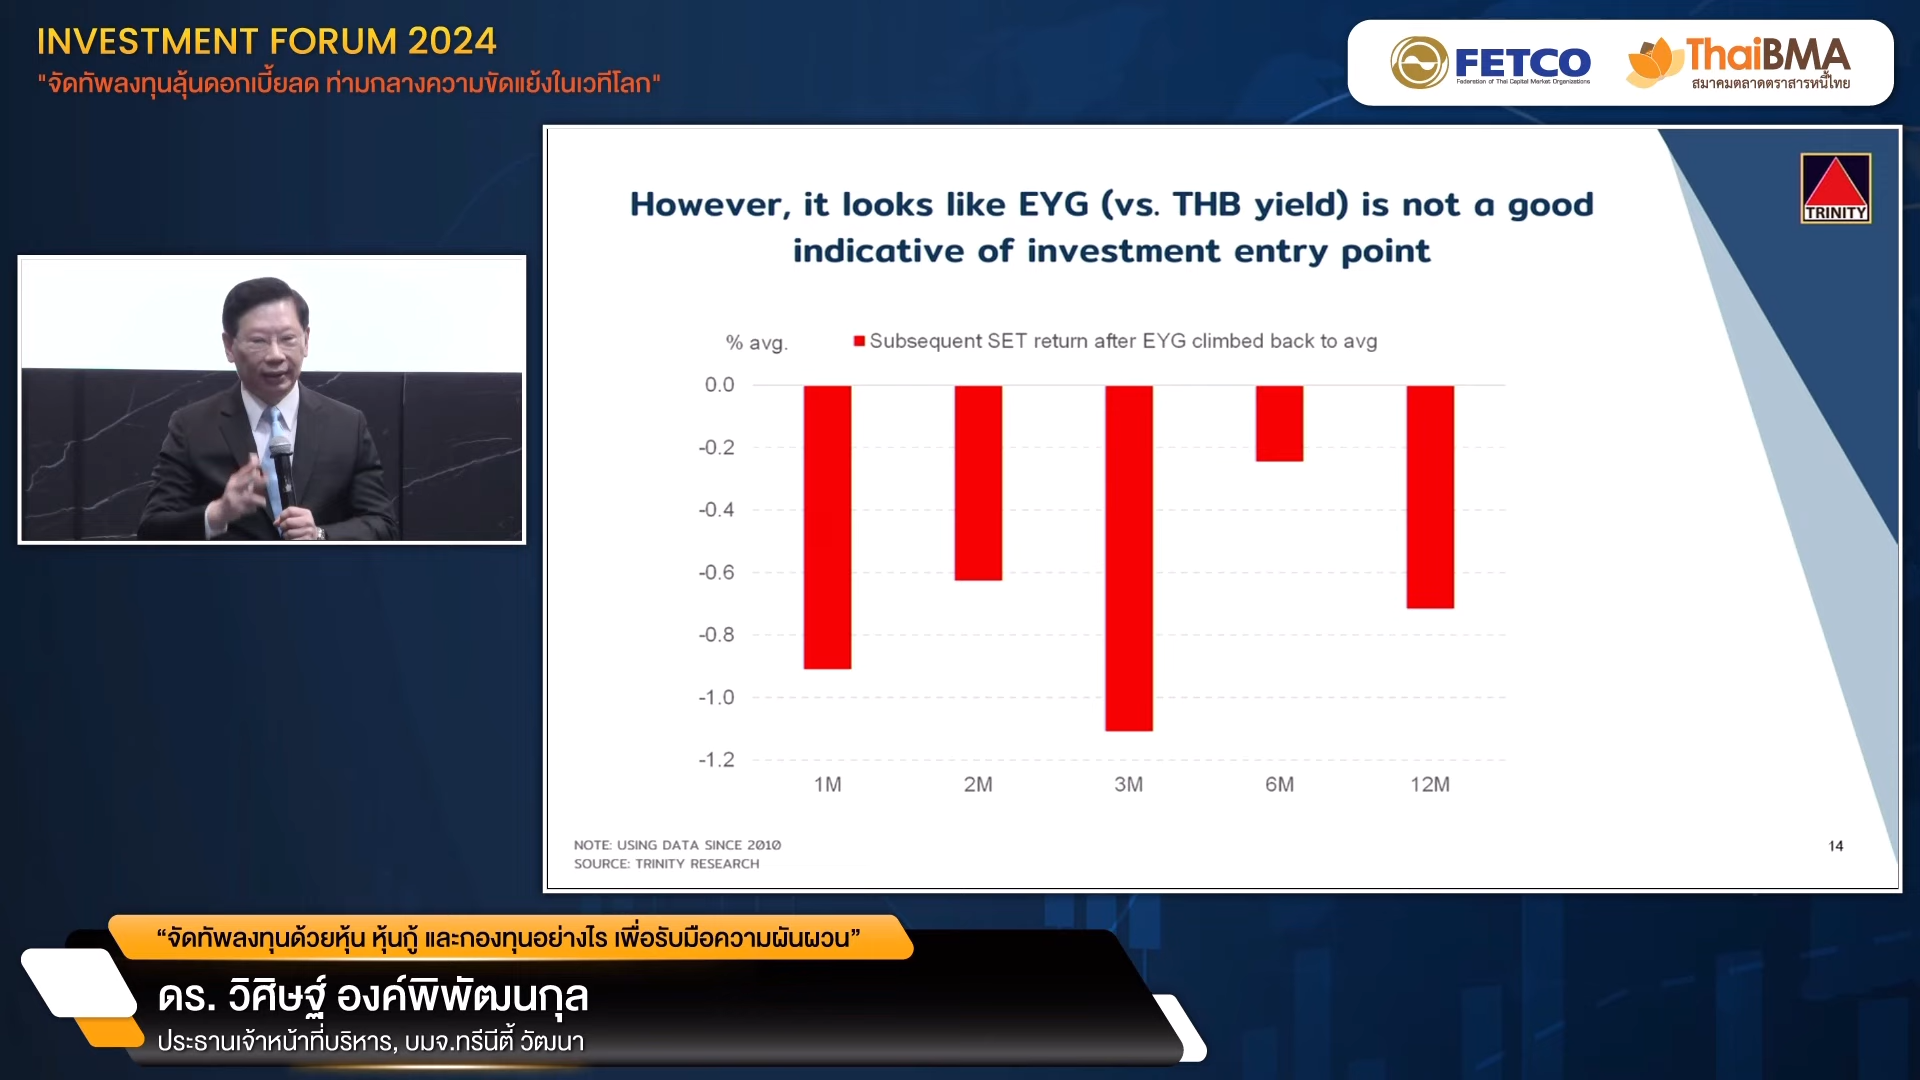 INVESTMENT FORUM 2024
"จัดทัพลงทุนลุ้นดอกเบี้ยลด ท่ามกลางความขัดแย้งในเวทีโลก"
FETCO
Federation of Thai Capital Market Organizations
ThaiBMA
สมาคมตลาดตราสารหนี้ไทย
TRINITY
However, it looks like EYG (vs. THB yield) is not a good
indicative of investment entry point
% avg.
Subsequent SET return after EYG climbed back to avg
0.0
-0.2
-0.4
-0.6
-0.8
-1.0
-1.2
1M 2M 3M 6M 12M
NOTE: USING DATA SINCE 2010
SOURCE: TRINITY RESEARCH
14
“จัดทัพลงทุนด้วยหุ้น หุ้นกู้ และกองทุนอย่างไร เพื่อรับมือความผันผวน”
ดร. วิศิษฐ์ องค์พิพัฒนกุล
ประธานเจ้าหน้าที่บริหาร, บมจ.ทรีนีตี้ วัฒนา